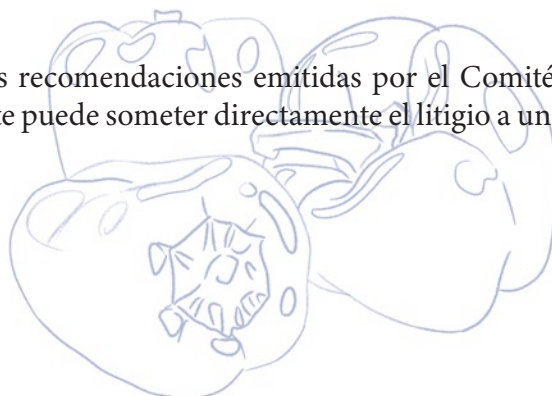 s recomendaciones emitidas por el Comité
te puede someter directamente el litigio a un